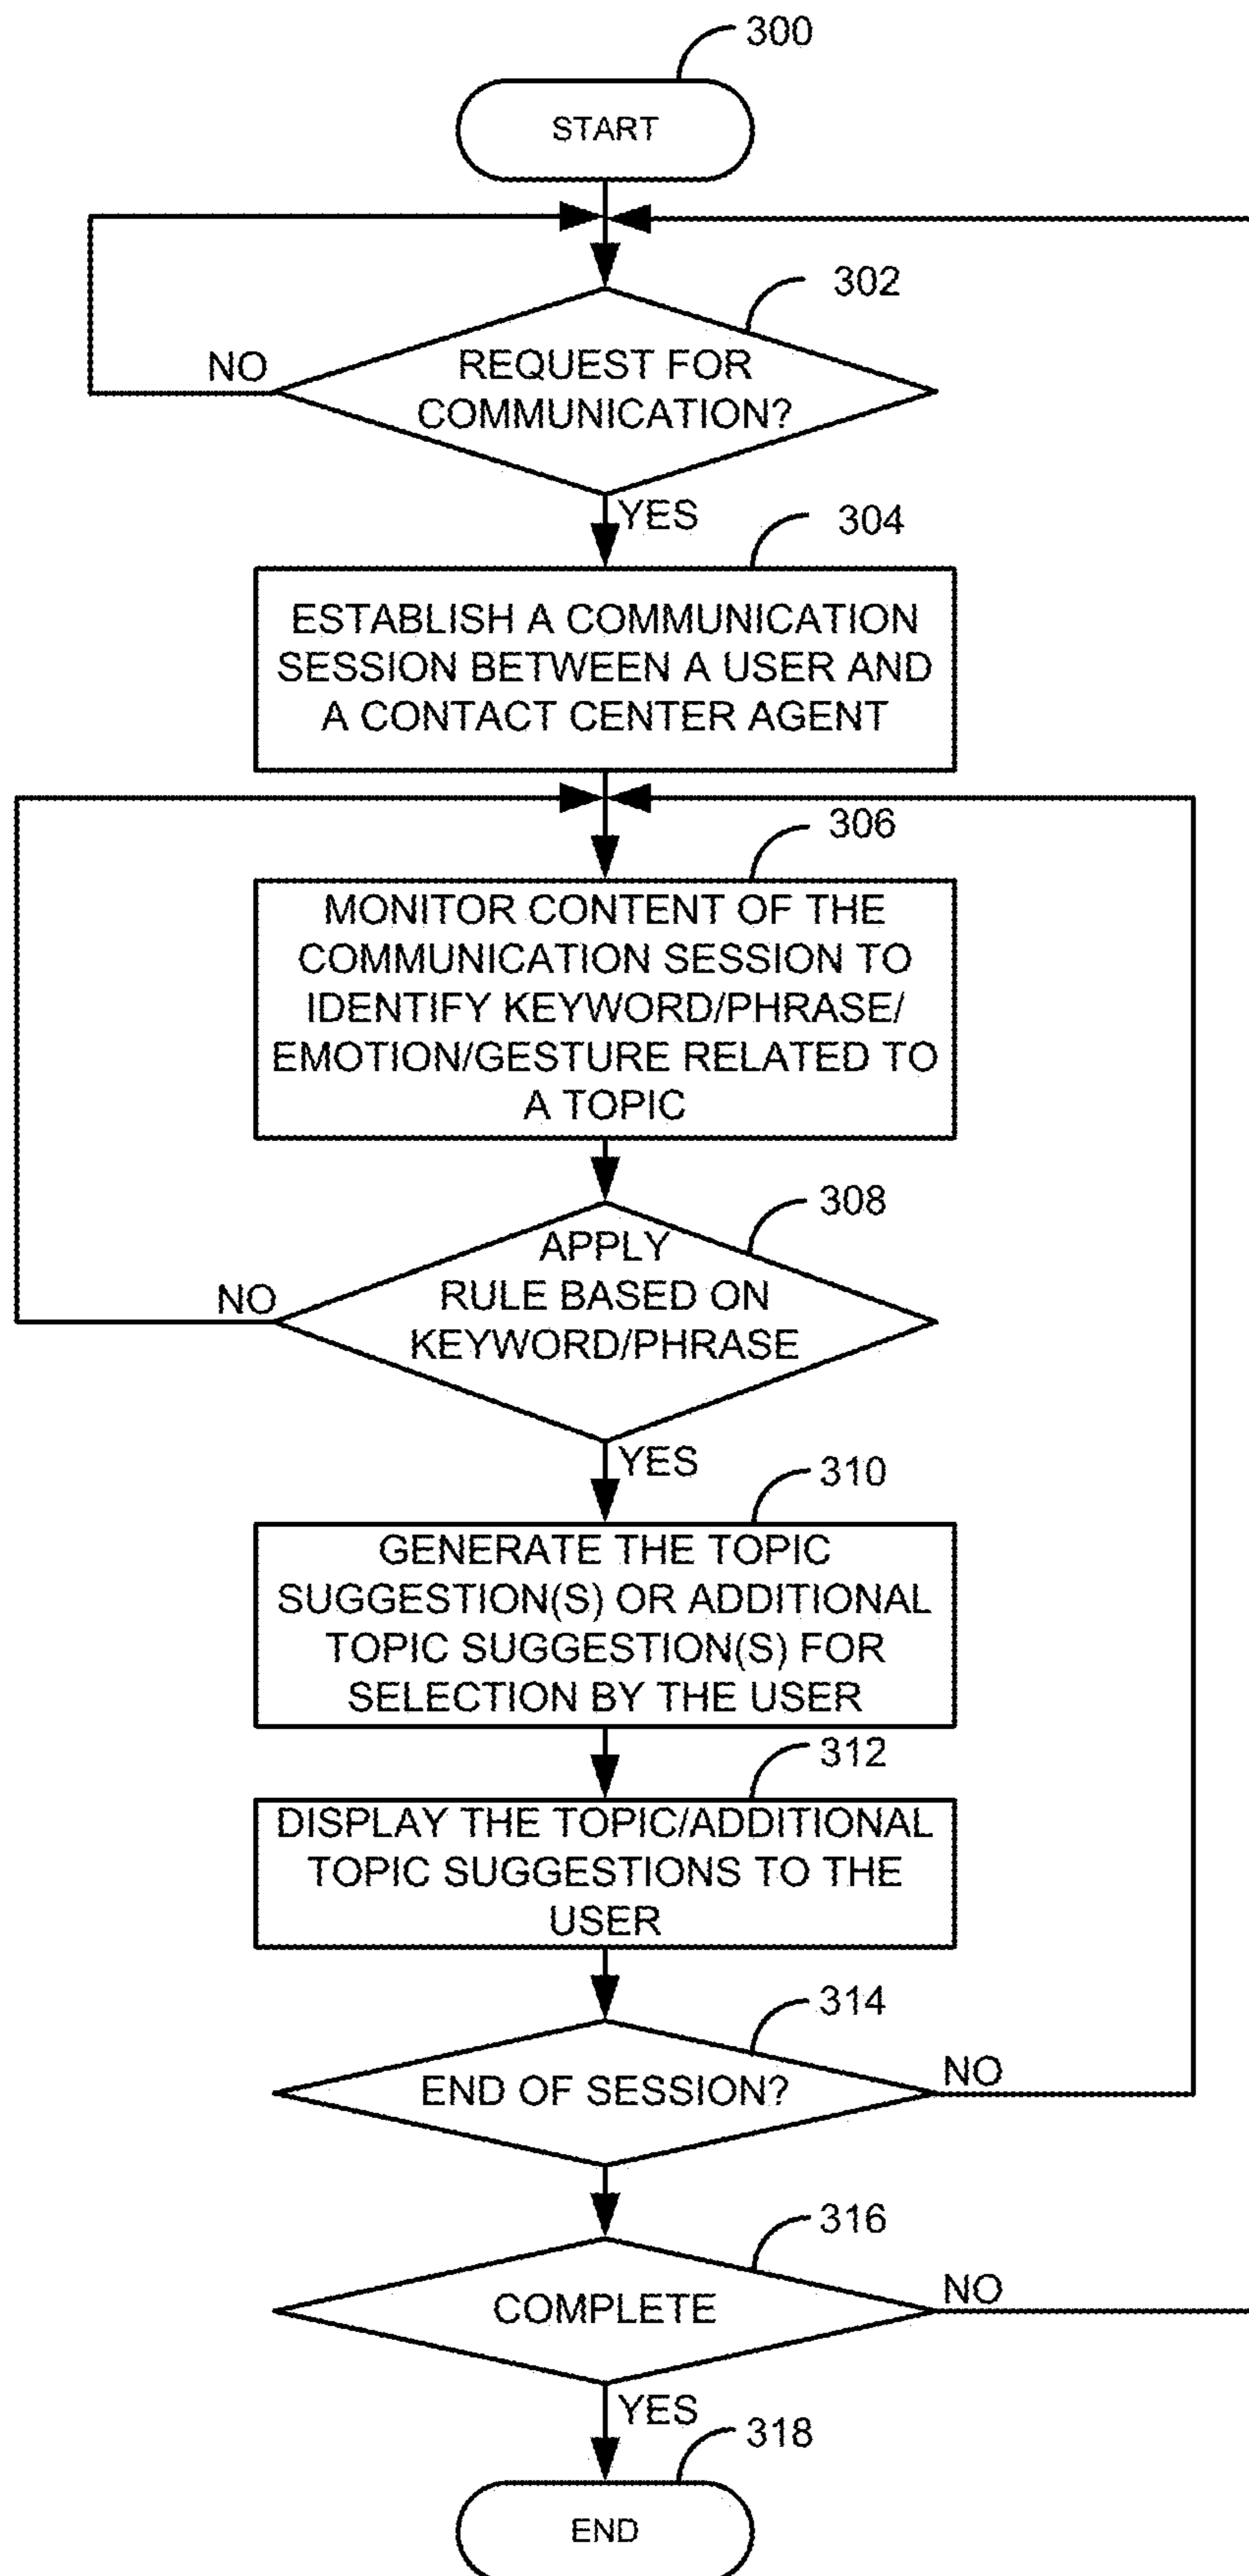 300
START
302
REQUEST FOR
COMMUNICATION?
NO
YES
304
ESTABLISH A COMMUNICATION
SESSION BETWEEN A USER AND
A CONTACT CENTER AGENT
306
MONITOR CONTENT OF THE
COMMUNICATION SESSION TO
IDENTIFY KEYWORD/PHRASE/
EMOTION/GESTURE RELATED TO
A TOPIC
308
APPLY
RULE BASED ON
KEYWORD/PHRASE
NO
YES
310
GENERATE THE TOPIC
SUGGESTION(S) OR ADDITIONAL
TOPIC SUGGESTION(S) FOR
SELECTION BY THE USER
312
DISPLAY THE TOPIC/ADDITIONAL
TOPIC SUGGESTIONS TO THE
USER
314
END OF SESSION?
NO
316
COMPLETE
NO
YES
318
END